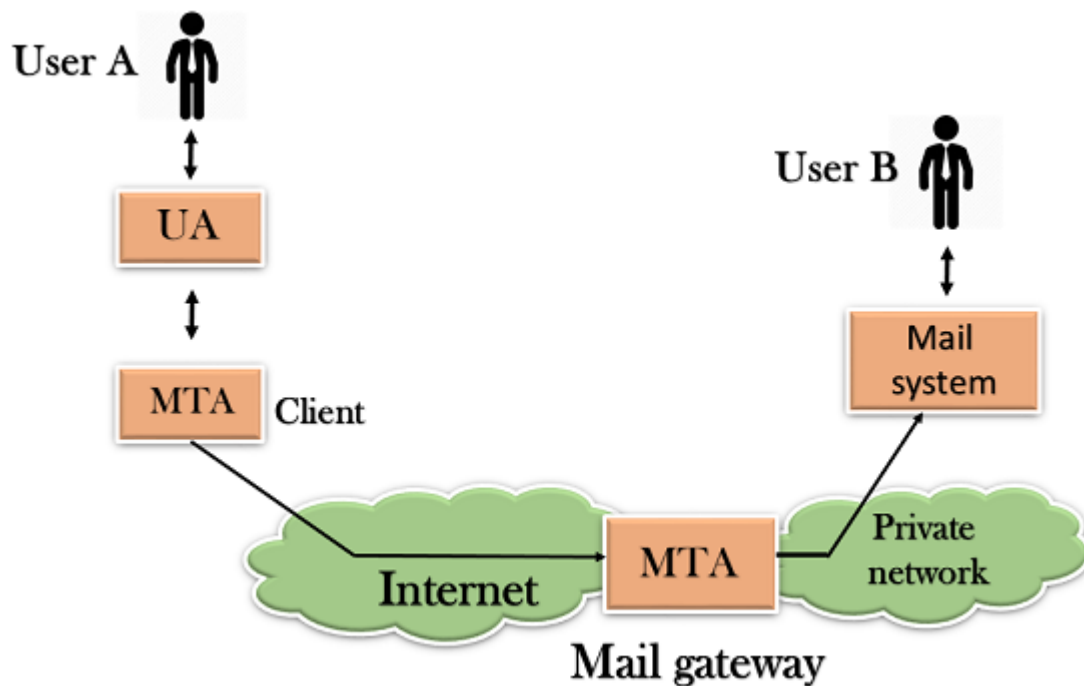 User A
UA
MTA
Client
User B
Mail
system
Internet
MTA
Private
network
Mail gateway